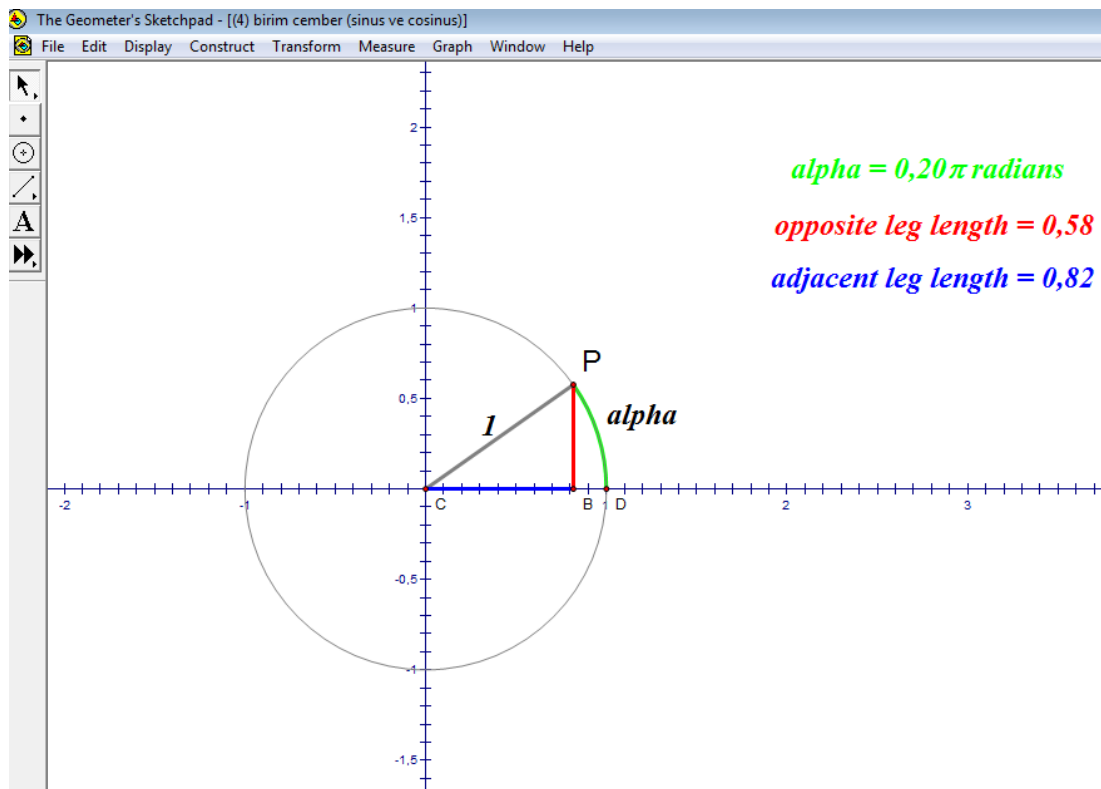 The Geometer's Sketchpad - [(4) birim cember (sinus ve cosinus)]
File Edit Display Construct Transform Measure Graph Window Help
A
2
alpha = 0,20π radians
1,5
opposite leg length = 0,58
adjacent leg length = 0,82
1
P
0,5
1
alpha
-2 -1 C B 1 D 2 3
-0,5
-1
-1,5